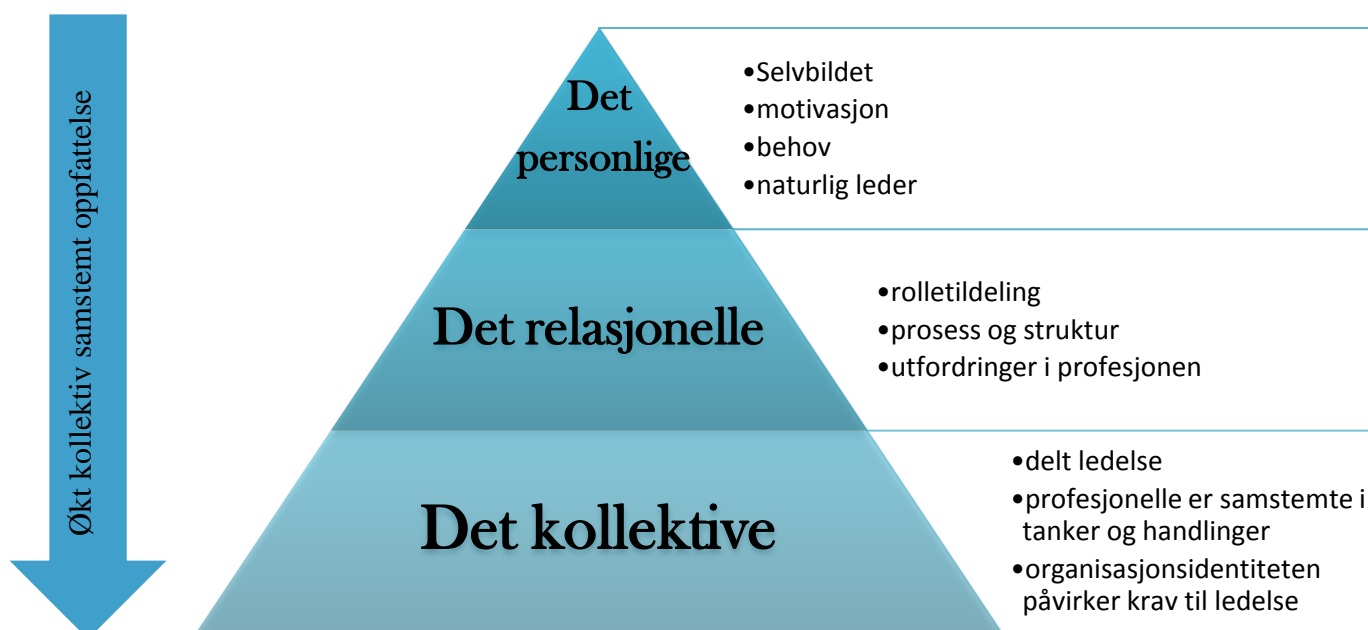 Økt kollektiv samstemt oppfattelse
Det
personlige
•Selvbildet
•motivasjon
•behov
•naturlig leder
Det relasjonelle
•rolletildeling
•prosess og struktur
•utfordringer i profesjonen
Det kollektive
•delt ledelse
•profesjonelle er samstemte i
tanker og handlinger
•organisasjonsidentiteten
påvirker krav til ledelse